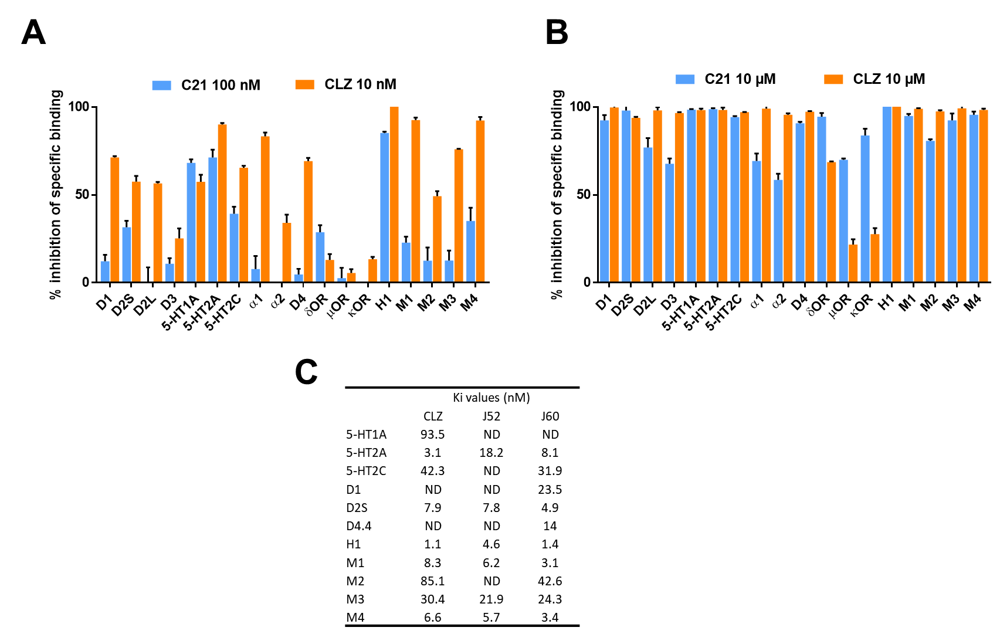 A
C21 100 nM CLZ 10 nM
% inhibition of specific binding
100
50
0
D1 D2S D2L D3 5-HT1A 5-HT2A 5-HT2C α1 α2 D4 δOR μOR κOR H1 M1 M2 M3 M4
B
C21 10 µM CLZ 10 µM
% inhibition of specific binding
100
50
0
D1 D2S D2L D3 5-HT1A 5-HT2A 5-HT2C α1 α2 D4 δOR μOR κOR H1 M1 M2 M3 M4
C
Ki values (nM)
CLZ J52 J60
5-HT1A 93.5 ND ND
5-HT2A 3.1 18.2 8.1
5-HT2C 42.3 ND 31.9
D1 ND ND 23.5
D2S 7.9 7.8 4.9
D4.4 ND ND 14
H1 1.1 4.6 1.4
M1 8.3 6.2 3.1
M2 85.1 ND 42.6
M3 30.4 21.9 24.3
M4 6.6 5.7 3.4